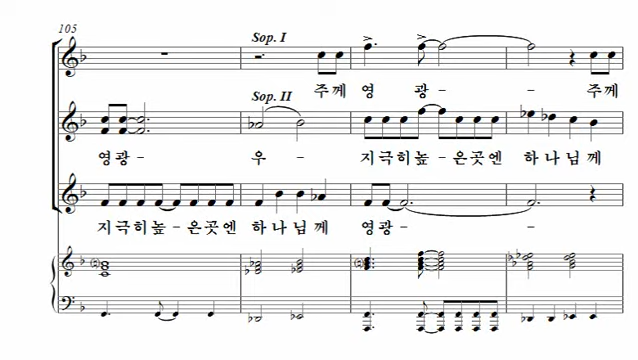 105
Sop. I
주께 영 광- - 주께
Sop. II
영광- 우- 지극히높-은곳엔 하나님께
지극히높-은곳엔 하나님께 영광- -